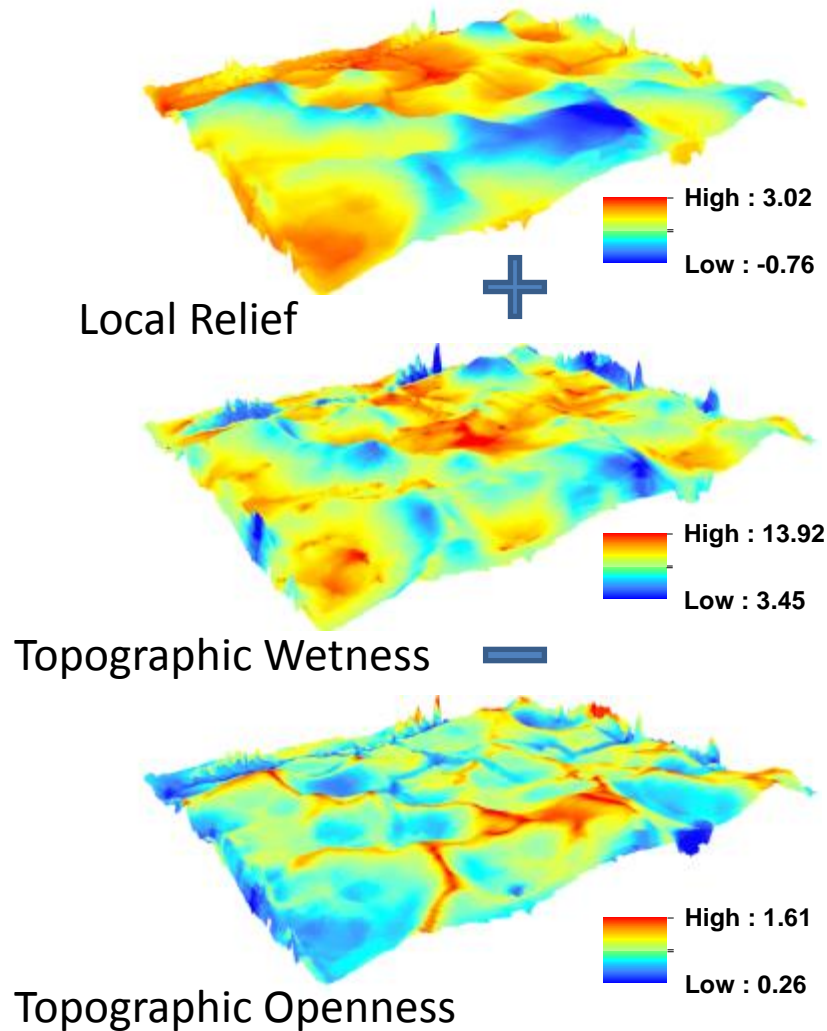 High : 3.02
Low : -0.76
Local Relief
High : 13.92
Low : 3.45
Topographic Wetness
High : 1.61
Low : 0.26
Topographic Openness